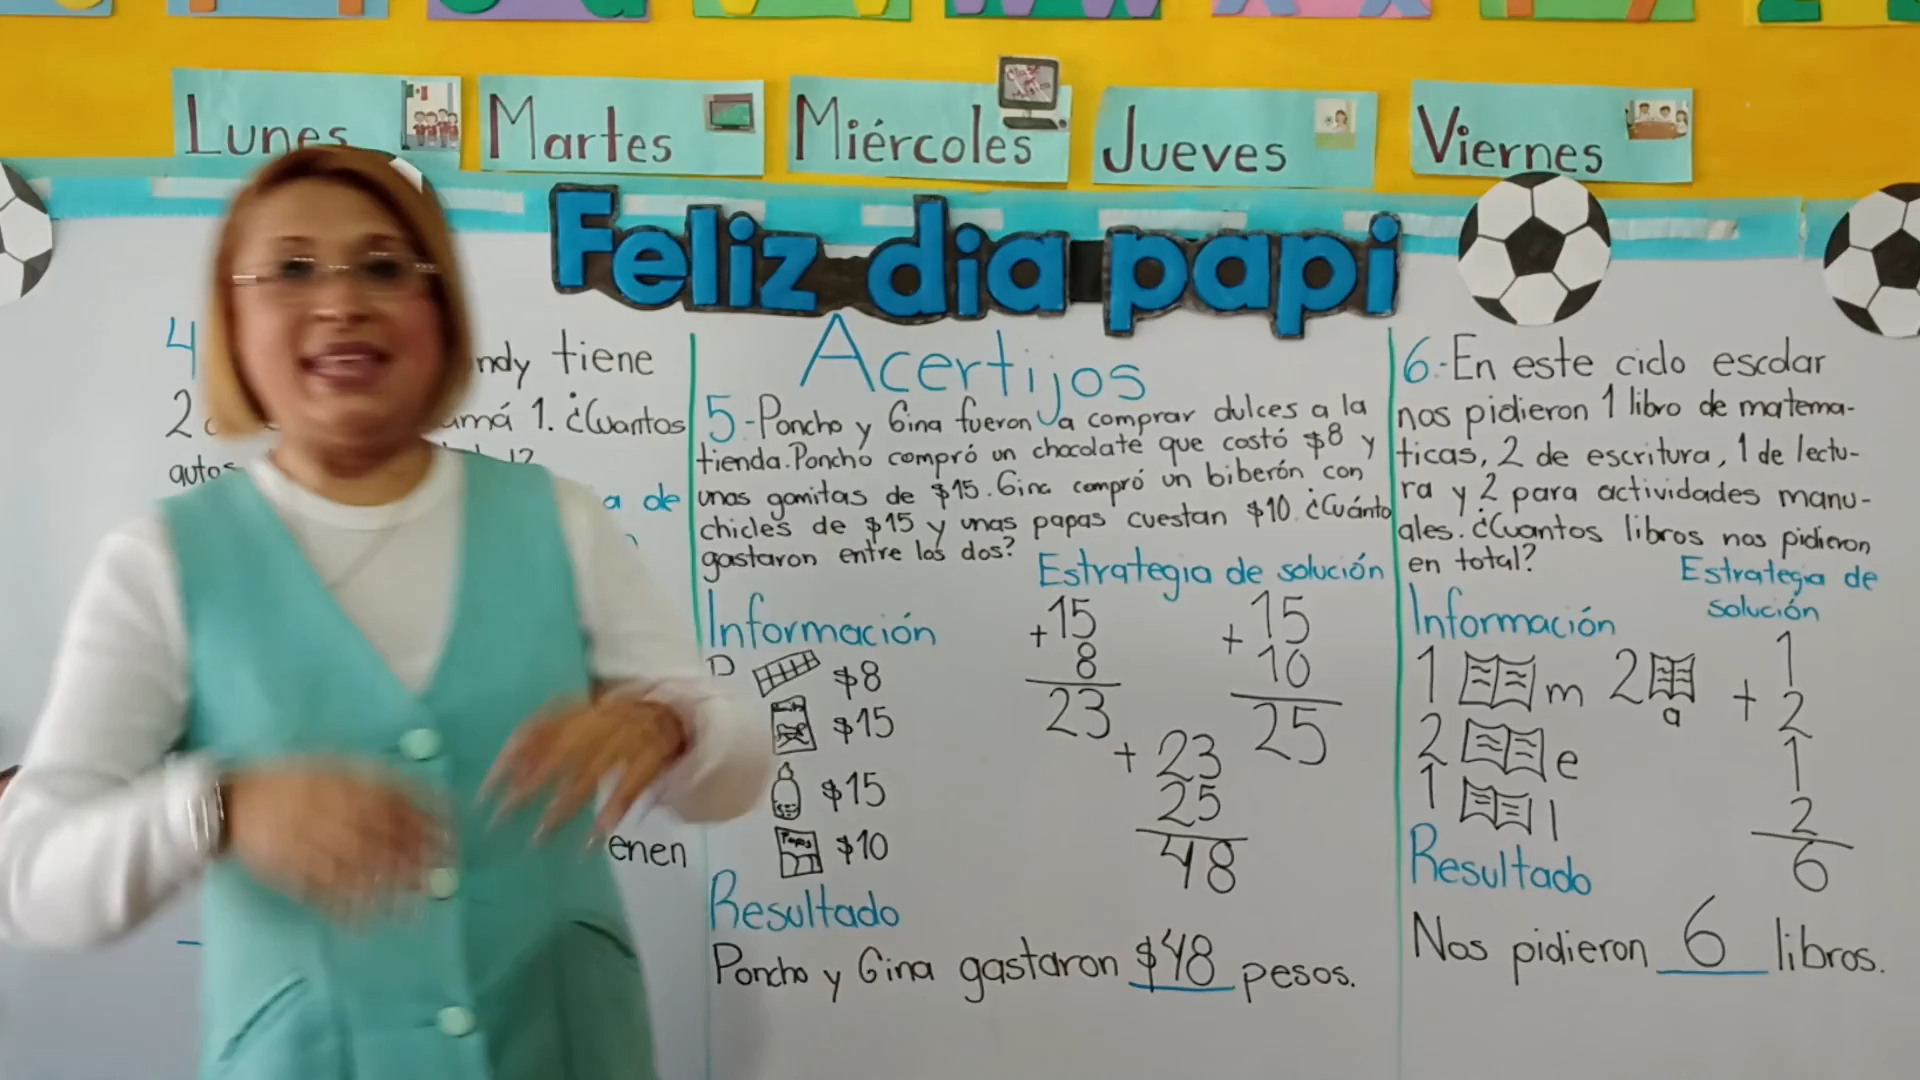 Lunes
Martes
Miércoles
Jueves
Viernes
Feliz dia papi
Acertijos
4
tiene
2
1. ¿Cuantos
autos
a de
enen
5.-Poncho y Gina fueron a comprar dulces a la
tienda. Poncho compró un chocolate que costó $8 y
unas gomitas de $15. Gina compró un biberón con
chicles de $15 y unas papas cuestan $10. ¿Cuánto
gastaron entre los dos?
Estrategia de solución
Información
$8
$15
$15
Papas $10
+15
8
23
+15
10
25
+23
25
48
Resultado
Poncho y Gina gastaron $48 pesos.
6.-En este ciclo escolar
nos pidieron 1 libro de matema-
ticas, 2 de escritura, 1 de lectu-
ra y 2 para actividades manu-
ales. ¿Cuantos libros nos pidieron
en total?
Estrategia de
solución
Información
1 m 2 a
2 e
1 l
+1
2
1
2
6
Resultado
Nos pidieron 6 libros.